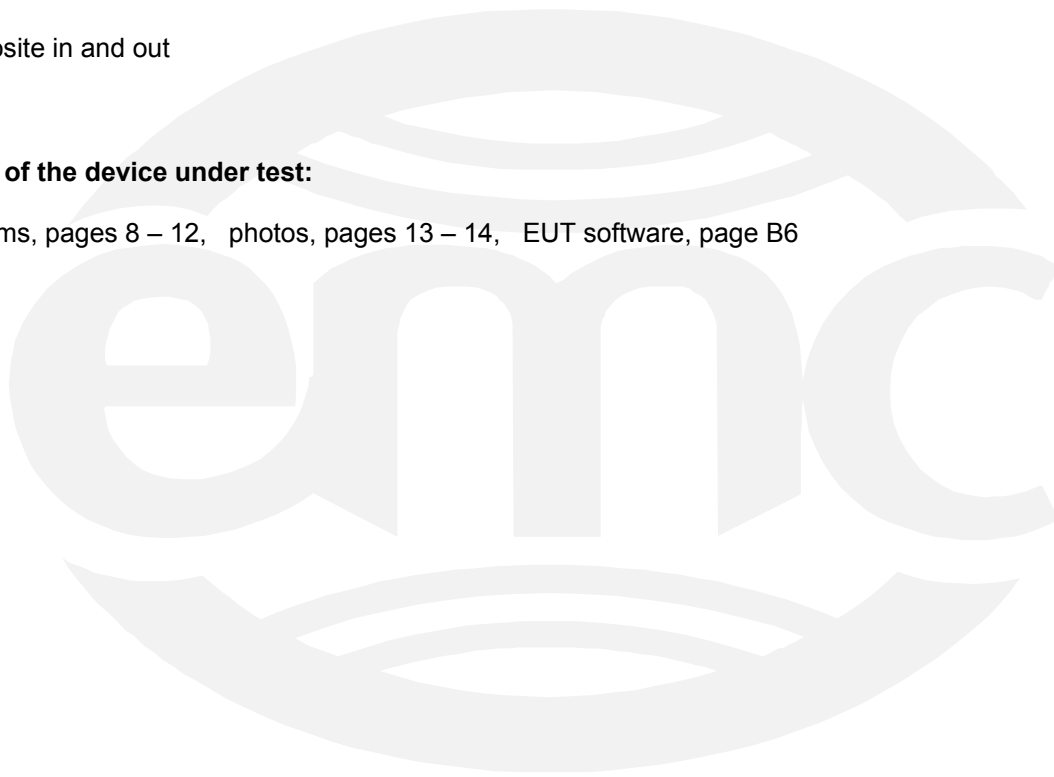 osite in and out
of the device under test:
ms, pages 8 – 12, photos, pages 13 – 14, EUT software, page B6
emc